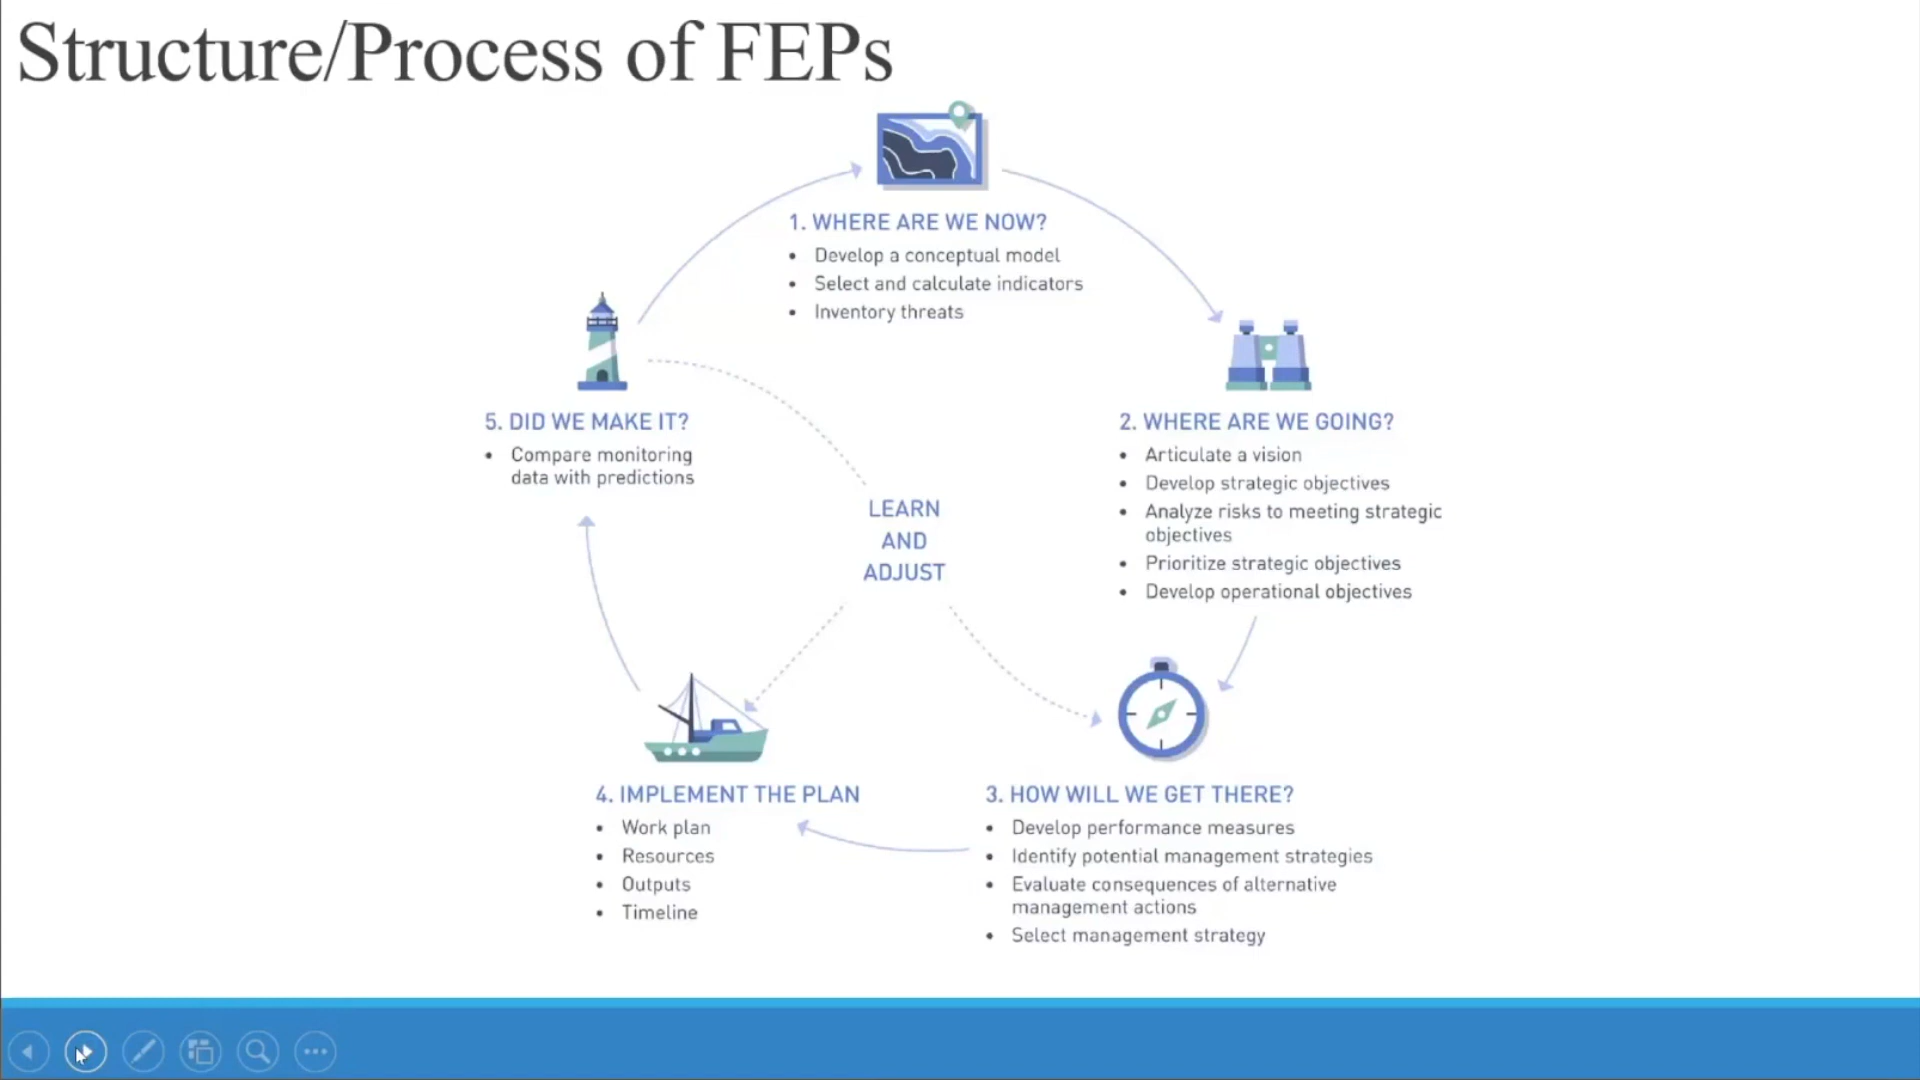 Structure/Process of FEPs
1. WHERE ARE WE NOW?
• Develop a conceptual model
• Select and calculate indicators
• Inventory threats
2. WHERE ARE WE GOING?
• Articulate a vision
• Develop strategic objectives
• Analyze risks to meeting strategic
objectives
• Prioritize strategic objectives
• Develop operational objectives
3. HOW WILL WE GET THERE?
• Develop performance measures
• Identify potential management strategies
• Evaluate consequences of alternative
management actions
• Select management strategy
4. IMPLEMENT THE PLAN
• Work plan
• Resources
• Outputs
• Timeline
5. DID WE MAKE IT?
• Compare monitoring
data with predictions
LEARN
AND
ADJUST